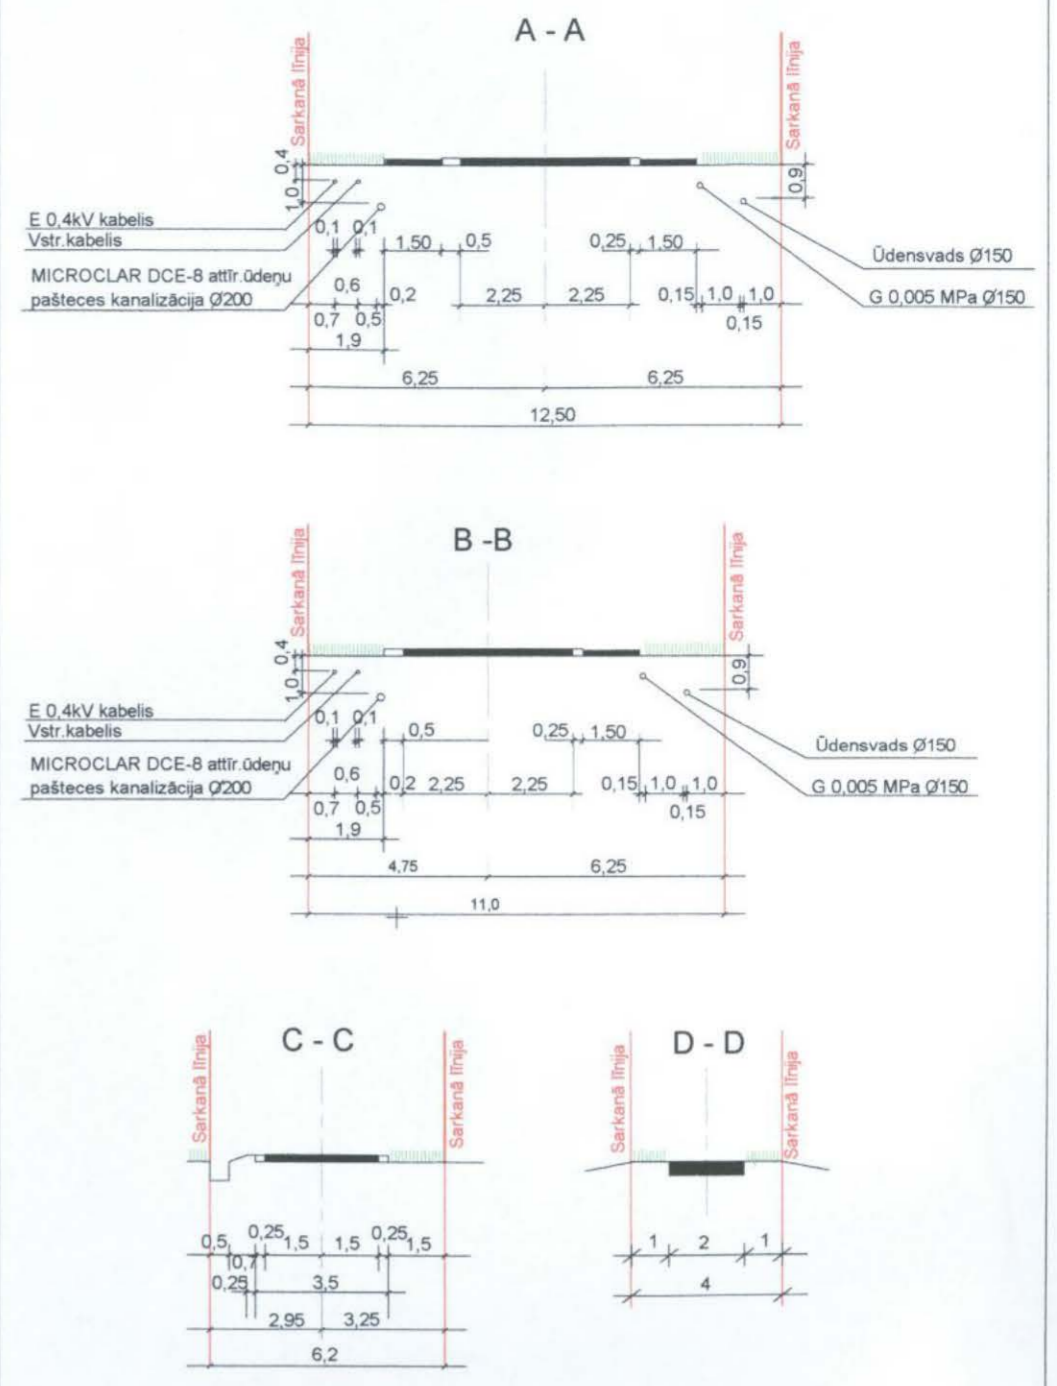 A - A
Sarkanā līnija
Sarkanā līnija
0,4
1,0
0,9
E 0,4kV kabelis
Vstr.kabelis
MICROCLAR DCE-8 attīr.ūdeņu
pašteces kanalizācija Ø200
Ūdensvads Ø150
G 0,005 MPa Ø150
0,1 0,1
1,50 0,5 0,25 1,50
0,6
0,2 2,25 2,25 0,15 1,0 1,0
0,7 0,5 0,15
1,9
6,25 6,25
12,50
B -B
Sarkanā līnija
Sarkanā līnija
0,4
1,0
0,9
E 0,4kV kabelis
Vstr.kabelis
MICROCLAR DCE-8 attīr.ūdeņu
pašteces kanalizācija Ø200
Ūdensvads Ø150
G 0,005 MPa Ø150
0,1 0,1
0,5 0,25 1,50
0,6
0,2 2,25 2,25 0,15 1,0 1,0
0,7 0,5 0,15
1,9
4,75 6,25
11,0
C - C
Sarkanā līnija
Sarkanā līnija
0,5 0,25 1,5 1,5 0,25 1,5
0,7
0,25 3,5
2,95 3,25
6,2
D - D
Sarkanā līnija
Sarkanā līnija
1 2 1
4